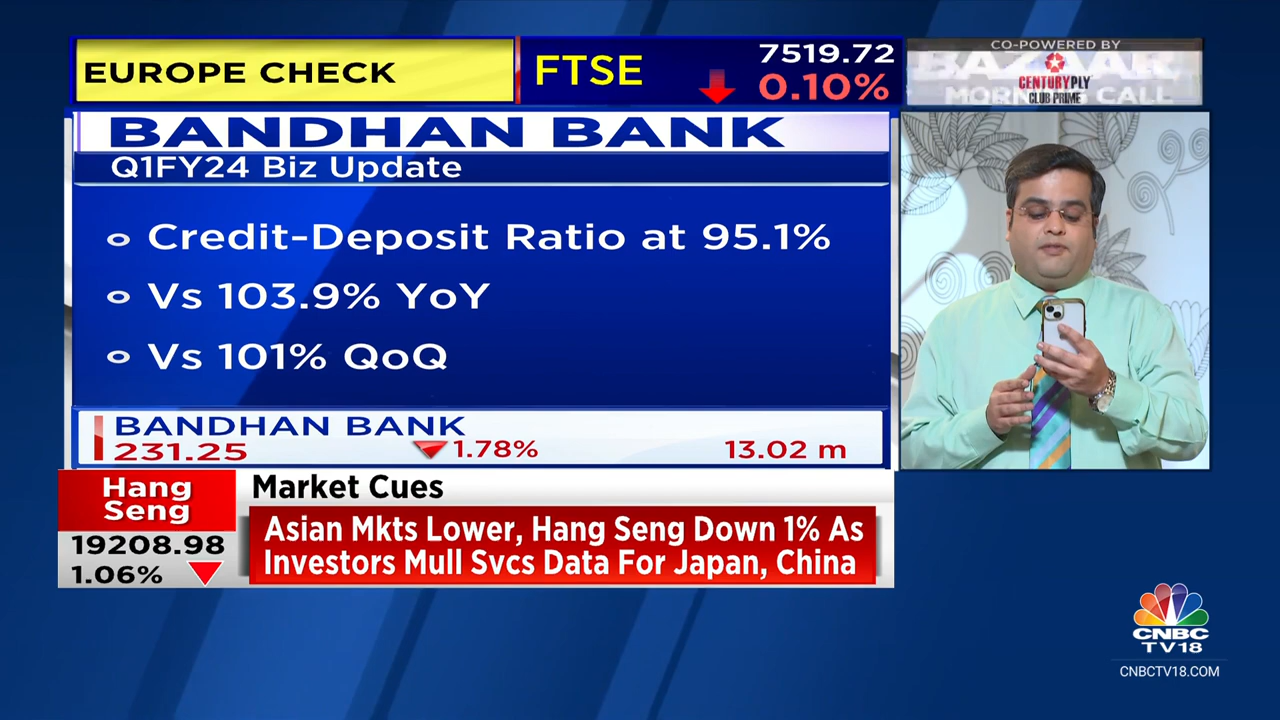 EUROPE CHECK
FTSE
7519.72
0.10%
CO-POWERED BY
BAZAAR
MORNING CALL
CENTURYPLY
CLUB PRIME
BANDHAN BANK
Q1FY24 Biz Update
Credit-Deposit Ratio at 95.1%
Vs 103.9% YoY
Vs 101% QoQ
BANDHAN BANK
231.25
1.78%
13.02 m
Hang
Seng
19208.98
1.06%
Market Cues
Asian Mkts Lower, Hang Seng Down 1% As
Investors Mull Svcs Data For Japan, China
CNBC
TV18
CNBCTV18.COM